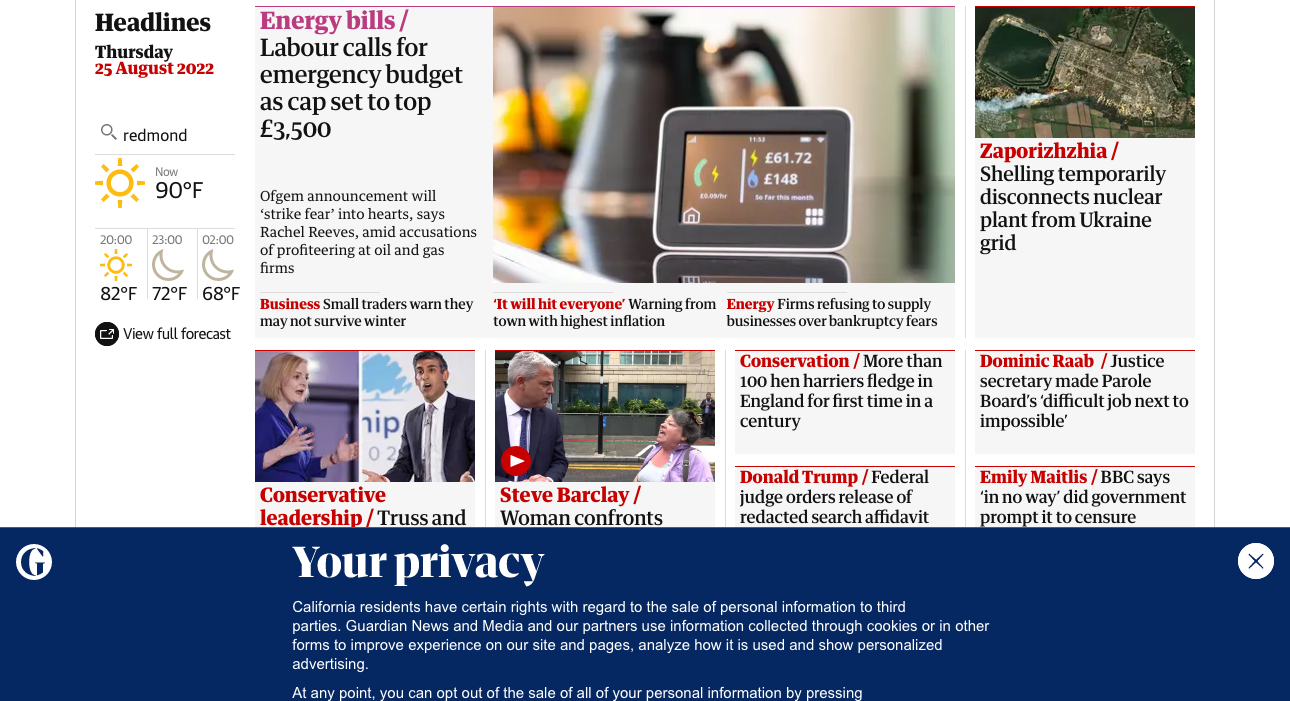 Headlines
Thursday
25 August 2022
redmond
Now
90°F
20:00
23:00
02:00
82°F
72°F
68°F
View full forecast
Energy bills /
Labour calls for
emergency budget
as cap set to top
£3,500
Ofgem announcement will
‘strike fear’ into hearts, says
Rachel Reeves, amid accusations
of profiteering at oil and gas
firms
11:53
£61.72
£148
£0.09/hr
So far this month
Business Small traders warn they
may not survive winter
‘It will hit everyone’ Warning from
town with highest inflation
Energy Firms refusing to supply
businesses over bankruptcy fears
Zaporizhzhia /
Shelling temporarily
disconnects nuclear
plant from Ukraine
grid
Conservative
leadership / Truss and
Steve Barclay /
Woman confronts
Conservation / More than
100 hen harriers fledge in
England for first time in a
century
Donald Trump / Federal
judge orders release of
redacted search affidavit
Dominic Raab / Justice
secretary made Parole
Board’s ‘difficult job next to
impossible’
Emily Maitlis / BBC says
‘in no way’ did government
prompt it to censure
Your privacy
California residents have certain rights with regard to the sale of personal information to third
parties. Guardian News and Media and our partners use information collected through cookies or in other
forms to improve experience on our site and pages, analyze how it is used and show personalized
advertising.
At any point, you can opt out of the sale of all of your personal information by pressing